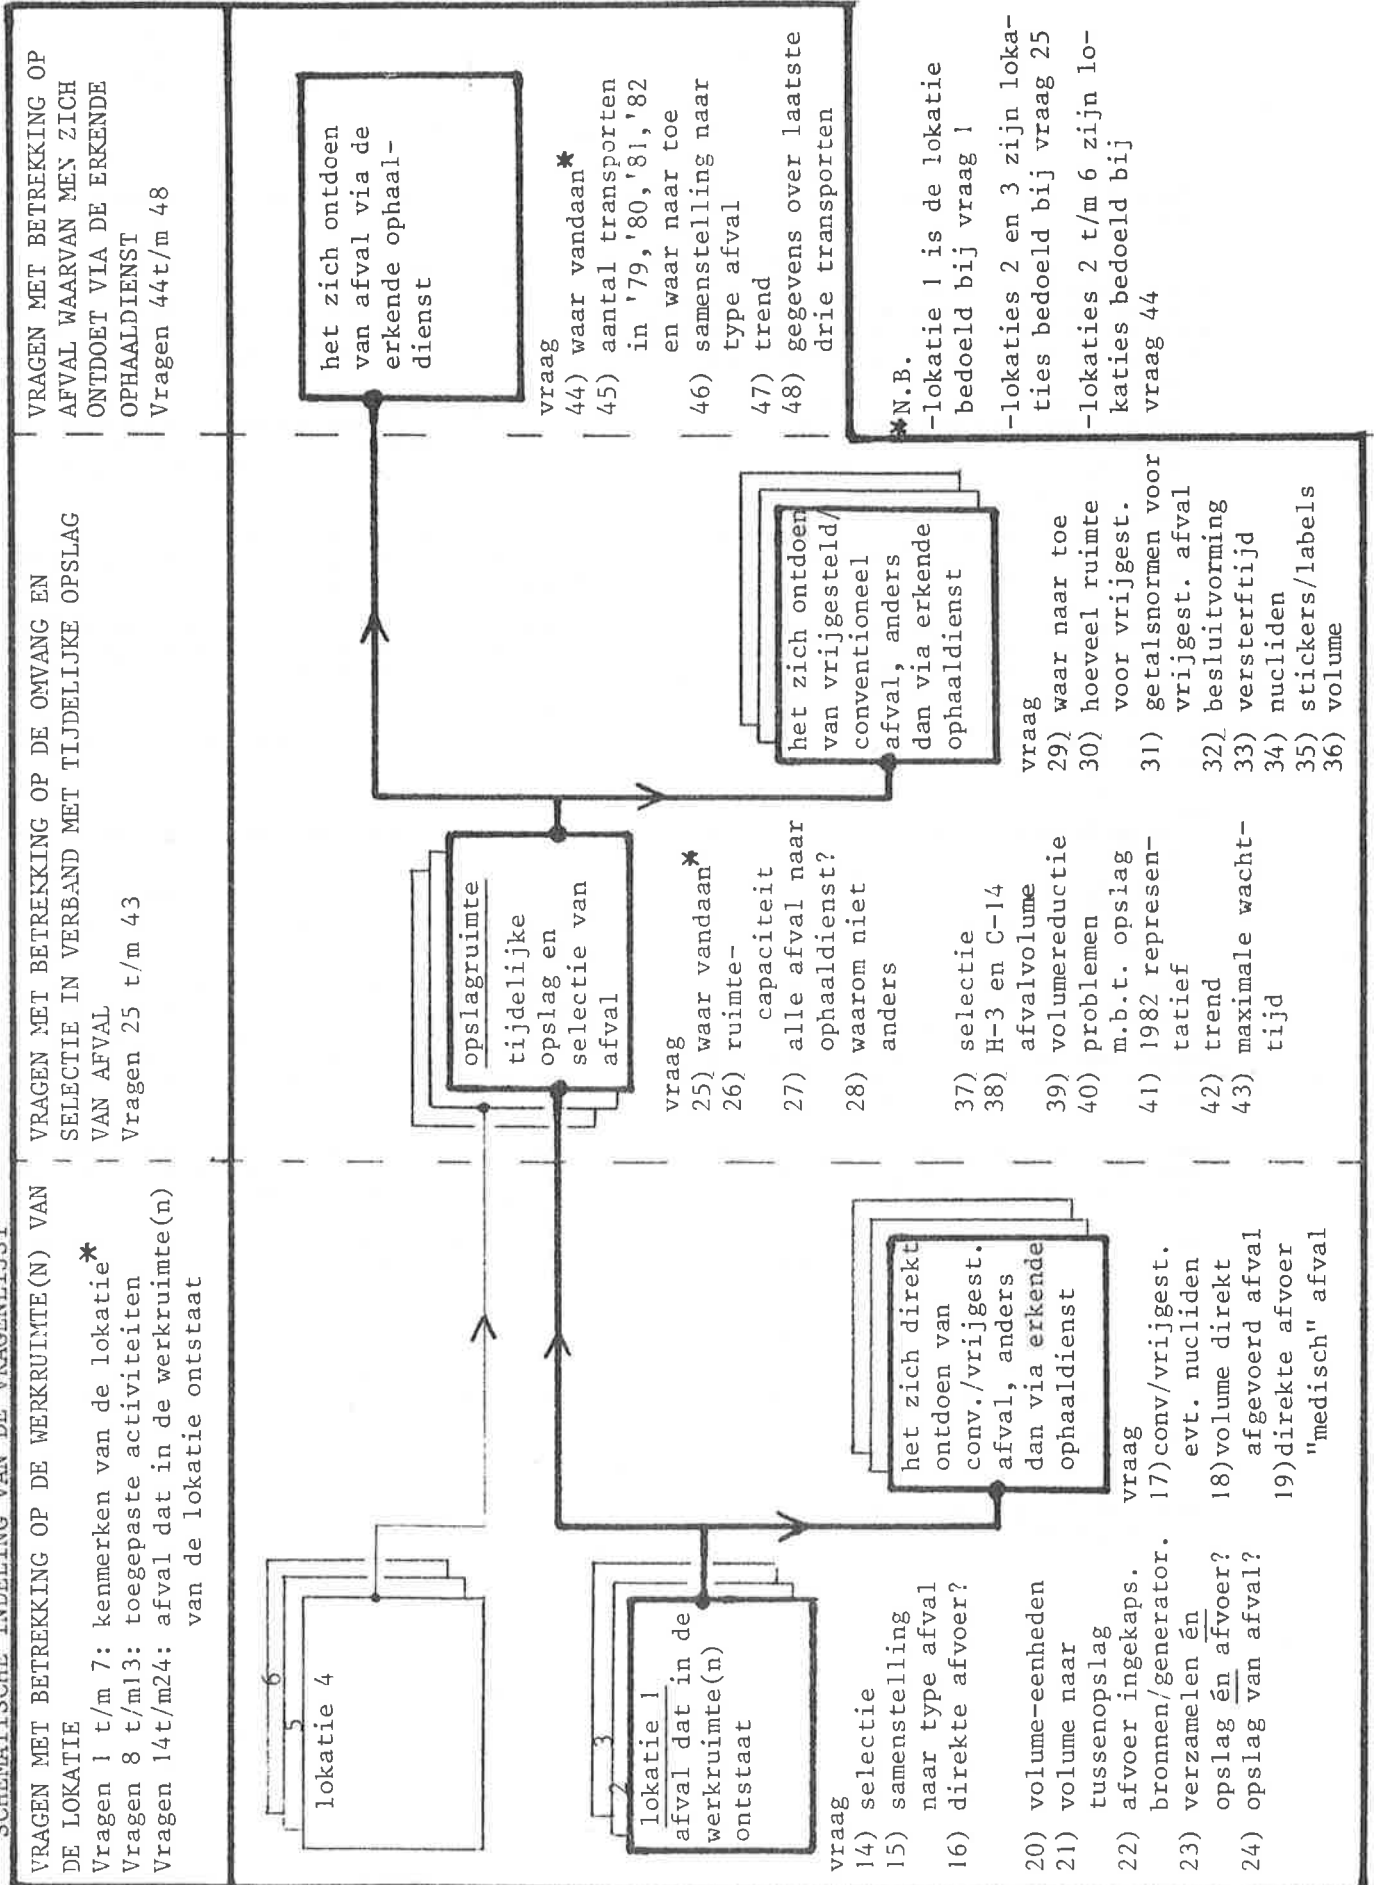 SCHEMATISCHE INDELING VAN DE VRAGENLIJST
VRAGEN MET BETREKKING OP DE WERKRUIMTE(N) VAN
DE LOKATIE
Vragen 1 t/m 7: kenmerken van de lokatie*
Vragen 8 t/m13: toegepaste activiteiten
Vragen 14t/m24: afval dat in de werkruimte(n)
van de lokatie ontstaat
VRAGEN MET BETREKKING OP DE OMVANG EN
SELECTIE IN VERBAND MET TIJDELIJKE OPSLAG
VAN AFVAL
Vragen 25 t/m 43
VRAGEN MET BETREKKING OP
AFVAL WAARVAN MEN ZICH
ONTDOET VIA DE ERKENDE
OPHAALDIENST
Vragen 44t/m 48
6
5
lokatie 4
3
2
lokatie 1
afval dat in de
werkruimte(n)
ontstaat
vraag
14) selectie
15) samenstelling
naar type afval
16) direkte afvoer?
20) volume-eenheden
21) volume naar
tussenopslag
22) afvoer ingekaps.
bronnen/generator.
23) verzamelen én
opslag én afvoer?
24) opslag van afval?
het zich direkt
ontdoen van
conv./vrijgest.
afval, anders
dan via erkende
ophaaldienst
vraag
17)conv/vrijgest.
evt. nucliden
18)volume direkt
afgevoerd afval
19)direkte afvoer
"medisch" afval
opslagruimte
tijdelijke
opslag en
selectie van
afval
vraag
25) waar vandaan*
26) ruimte-
capaciteit
27) alle afval naar
ophaaldienst?
28) waarom niet
anders
37) selectie
38) H-3 en C-14
afvalvolume
39) volumereductie
40) problemen
m.b.t. opslag
41) 1982 represen-
tatief
42) trend
43) maximale wacht-
tijd
het zich ontdoen
van vrijgesteld/
conventioneel
afval, anders
dan via erkende
ophaaldienst
vraag
29) waar naar toe
30) hoeveel ruimte
voor vrijgest.
31) getalsnormen voor
vrijgest. afval
32) besluitvorming
33) versterftijd
34) nucliden
35) stickers/labels
36) volume
het zich ontdoen
van afval via de
erkende ophaal-
dienst
vraag
44) waar vandaan*
45) aantal transporten
in '79,'80,'81,'82
en waar naar toe
46) samenstelling naar
type afval
47) trend
48) gegevens over laatste
drie transporten
*N.B.
-lokatie 1 is de lokatie
bedoeld bij vraag 1
-lokaties 2 en 3 zijn loka-
ties bedoeld bij vraag 25
-lokaties 2 t/m 6 zijn lo-
katies bedoeld bij
vraag 44